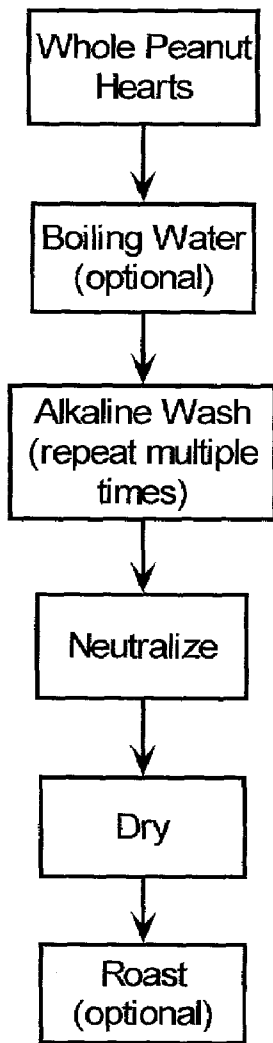 Whole Peanut
Hearts
Boiling Water
(optional)
Alkaline Wash
(repeat multiple
times)
Neutralize
Dry
Roast
(optional)